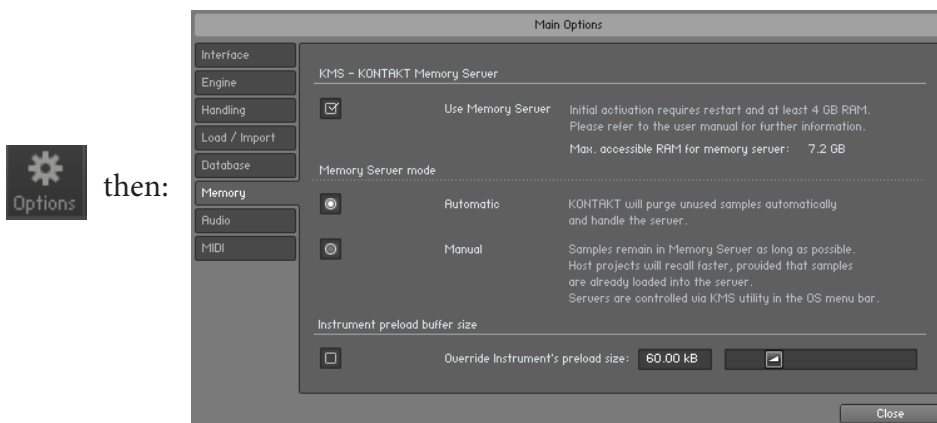 Options
then:
Main Options
Interface
Engine
Handling
Load / Import
Database
Memory
Audio
MIDI
KMS - KONTAKT Memory Server
Use Memory Server
Initial activation requires restart and at least 4 GB RAM.
Please refer to the user manual for further information.
Max. accessible RAM for memory server: 7.2 GB
Memory Server mode
Automatic
KONTAKT will purge unused samples automatically
and handle the server.
Manual
Samples remain in Memory Server as long as possible.
Host projects will recall faster, provided that samples
are already loaded into the server.
Servers are controlled via KMS utility in the OS menu bar.
Instrument preload buffer size
Override Instrument's preload size: 60.00 kB
Close